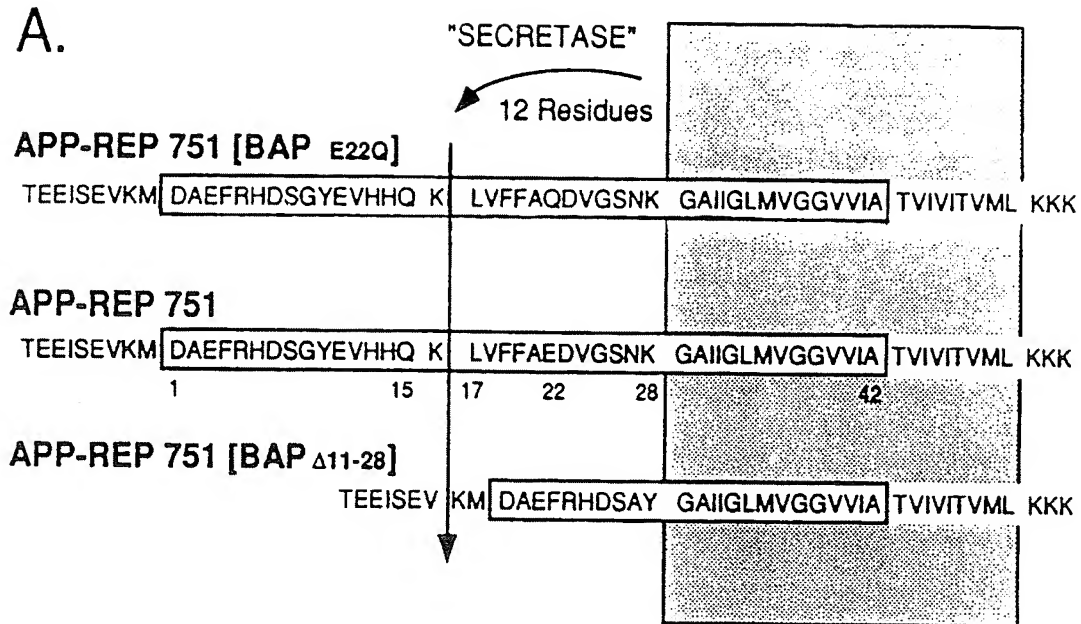 A.
"SECRETASE"
12 Residues
APP-REP 751 [BAP E22Q]
TEEISEVKM DAEFRHDSGYEVHHQ K LVFFAQDVGSNK GAIIGLMVGGVVIA TVIVITVML KKK
APP-REP 751
TEEISEVKM DAEFRHDSGYEVHHQ K LVFFAEDVGSNK GAIIGLMVGGVVIA TVIVITVML KKK
1 15 17 22 28 42
APP-REP 751 [BAP Δ11-28]
TEEISEV KM DAEFRHDSAY GAIIGLMVGGVVIA TVIVITVML KKK